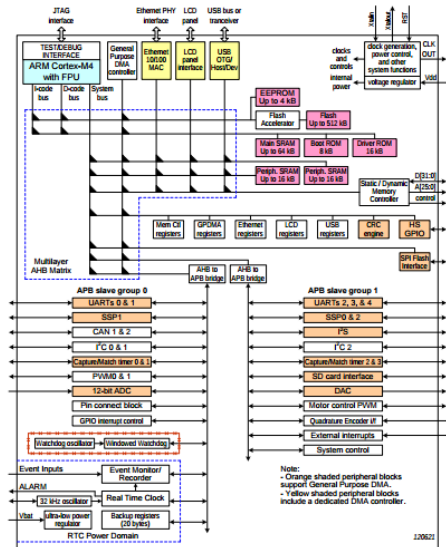 JTAG
interface
Ethernet PHY
interface
LCD
panel
USB bus or
tranceiver
Xtalin
Xtalout
RST
TEST/DEBUG
INTERFACE
ARM Cortex-M4
with FPU
General
Purpose
DMA
controller
Ethernet
10/100
MAC
LCD
panel
interface
USB
OTG/
Host/Dev
clocks
and
controls
internal
power
clock generation,
power control,
and other
system functions
voltage regulator
CLK
OUT
Vdd
I-code
bus
D-code
bus
System
bus
EEPROM
Up to 4 kB
Flash
Accelerator
Flash
Up to 512 kB
Main SRAM
Up to 64 kB
Boot ROM
8 kB
Driver ROM
16 kB
Periph. SRAM
Up to 16 kB
Periph. SRAM
Up to 16 kB
Static / Dynamic
Memory
Controller
D[31:0]
A[25:0]
control
Mem Ctl
registers
GPDMA
registers
Ethernet
registers
LCD
registers
USB
registers
CRC
engine
HS
GPIO
SPI Flash
Interface
Multilayer
AHB Matrix
AHB to
APB bridge
AHB to
APB bridge
APB slave group 0
UARTs 0 & 1
SSP1
CAN 1 & 2
I²C 0 & 1
Capture/Match timer 0 & 1
PWM0 & 1
12-bit ADC
Pin connect block
GPIO interrupt control
Watchdog oscillator
Windowed Watchdog
APB slave group 1
UARTs 2, 3, & 4
SSP0 & 2
I²S
I²C 2
Capture/Match timer 2 & 3
SD card interface
DAC
Motor control PWM
Quadrature Encoder i/f
External interrupts
System control
Event Inputs
Event Monitor/
Recorder
ALARM
32 kHz oscillator
Real Time Clock
Vbat
ultra-low power
regulator
Backup registers
(20 bytes)
RTC Power Domain
Note:
- Orange shaded peripheral blocks
support General Purpose DMA.
- Yellow shaded peripheral blocks
include a dedicated DMA controller.
120621